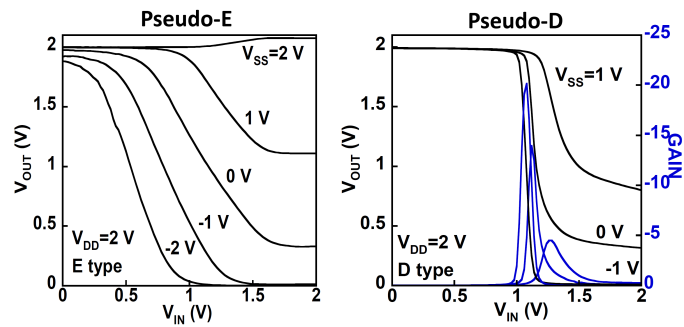 Pseudo-E
Pseudo-D
V_OUT (V)
2
1.5
1
0.5
0
V_SS=2 V
1 V
0 V
-1 V
-2 V
V_DD=2 V
E type
0
0.5
1
1.5
2
V_IN (V)
V_OUT (V)
2
1.5
1
0.5
0
V_SS=1 V
0 V
-1 V
V_DD=2 V
D type
0
0.5
1
1.5
2
V_IN (V)
-25
-20
-15
-10
-5
0
GAIN